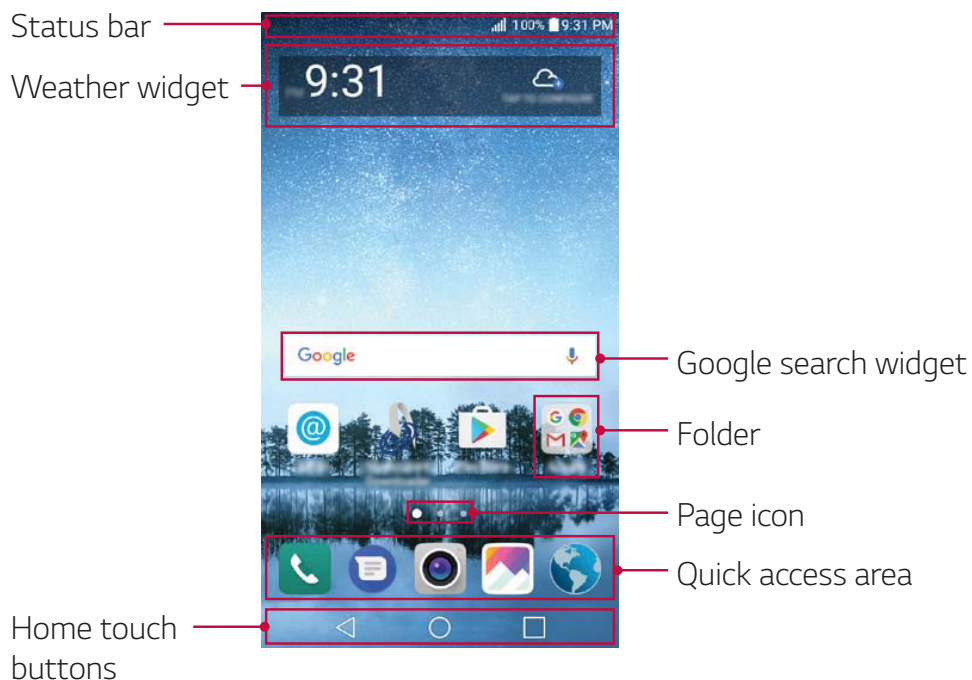 Status bar
100% 9:31 PM
Weather widget
9:31
Google
Google search widget
@
G
M
Folder
Page icon
Quick access area
Home touch
buttons